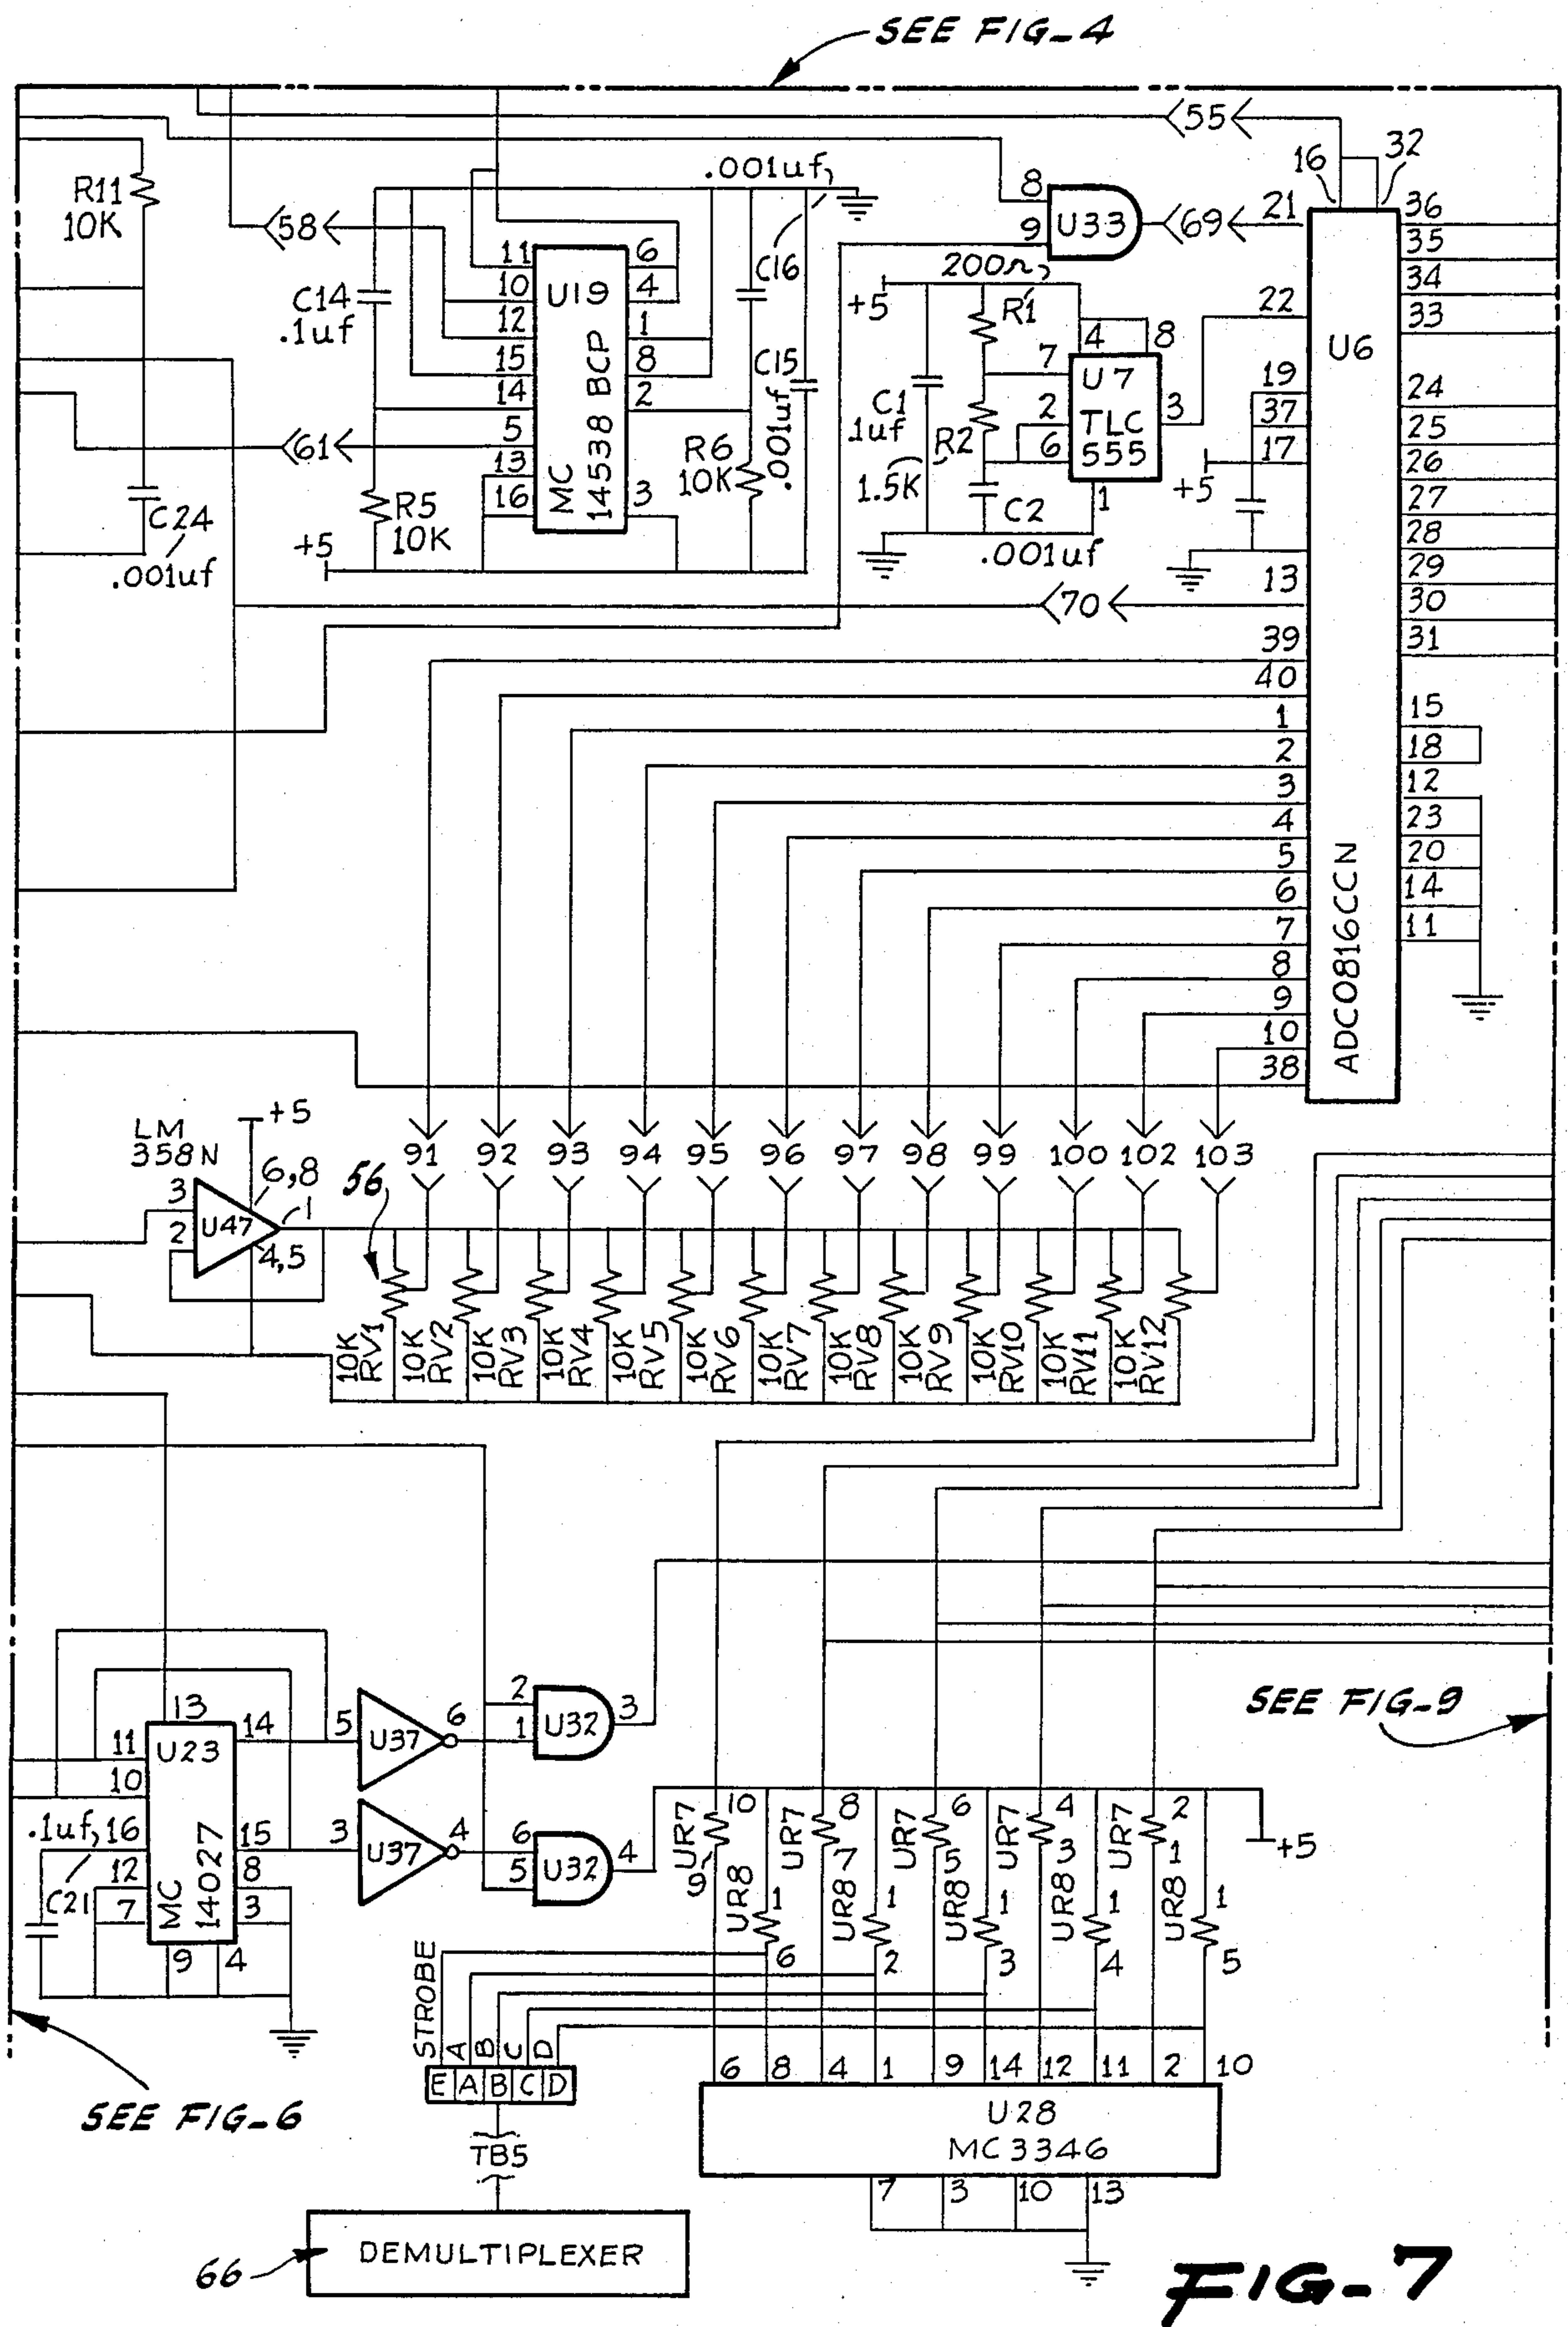 SEE FIG-4
55
16
32
R11
10K
58
.001uf
8
9
U33
69
21
36
35
34
33
C14
.1uf
11
10
12
15
14
5
13
16
U19
MC
14538 BCP
6
4
1
8
2
3
C16
C15
.001uf
R6
10K
R5
10K
+5
61
C24
.001uf
200Ω
+5
R1
C1
.1uf
R2
1.5K
C2
.001uf
7
2
6
4
8
U7
TLC
555
3
1
22
19
37
17
+5
13
70
U6
ADC0816CCN
24
25
26
27
28
29
30
31
39
40
1
2
3
4
5
6
7
8
9
10
38
15
18
12
23
20
14
11
LM
358N
+5
6,8
3
2
U47
1
4,5
56
91
92
93
94
95
96
97
98
99
100
102
103
10K
RV1
10K
RV2
10K
RV3
10K
RV4
10K
RV5
10K
RV6
10K
RV7
10K
RV8
10K
RV9
10K
RV10
10K
RV11
10K
RV12
SEE FIG-9
13
11
10
16
12
7
U23
MC
14027
14
15
8
3
9
4
.1uf
C21
5
U37
6
3
U37
4
2
1
U32
3
6
5
U32
4
UR7
10
9
UR7
8
7
UR7
6
5
UR7
4
3
UR7
2
1
+5
UR8
1
6
UR8
1
2
UR8
1
3
UR8
1
4
UR8
1
5
STROBE
A
B
C
D
E A B C D
TB5
6 8 4 1 9 14 12 11 2 10
U28
MC3346
7 3 10 13
SEE FIG-6
DEMULTIPLEXER
66
FIG-7